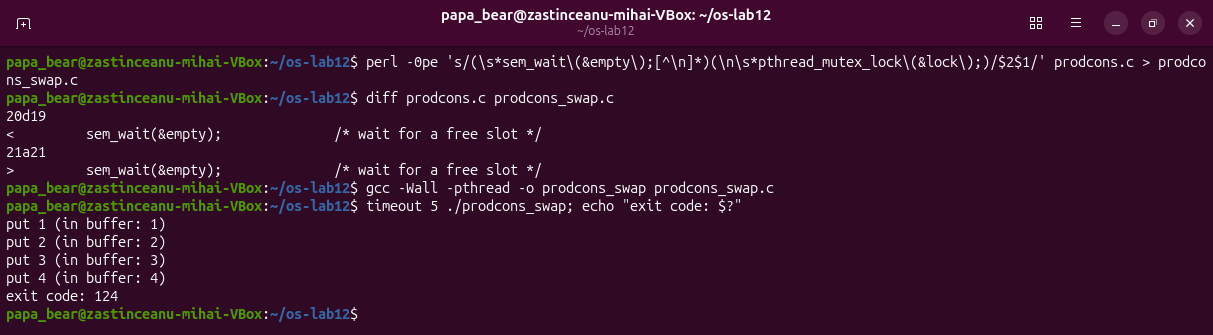 papa_bear@zastinceanu-mihai-VBox: ~/os-lab12
~/os-lab12
papa_bear@zastinceanu-mihai-VBox:~/os-lab12$ perl -0pe 's/(\s*sem_wait\(&empty\);[^\n]*)(\n\s*pthread_mutex_lock\(&lock\);)/$2$1/' prodcons.c > prodco
ns_swap.c
papa_bear@zastinceanu-mihai-VBox:~/os-lab12$ diff prodcons.c prodcons_swap.c
20d19
<         sem_wait(&empty);              /* wait for a free slot */
21a21
>         sem_wait(&empty);              /* wait for a free slot */
papa_bear@zastinceanu-mihai-VBox:~/os-lab12$ gcc -Wall -pthread -o prodcons_swap prodcons_swap.c
papa_bear@zastinceanu-mihai-VBox:~/os-lab12$ timeout 5 ./prodcons_swap; echo "exit code: $?"
put 1 (in buffer: 1)
put 2 (in buffer: 2)
put 3 (in buffer: 3)
put 4 (in buffer: 4)
exit code: 124
papa_bear@zastinceanu-mihai-VBox:~/os-lab12$